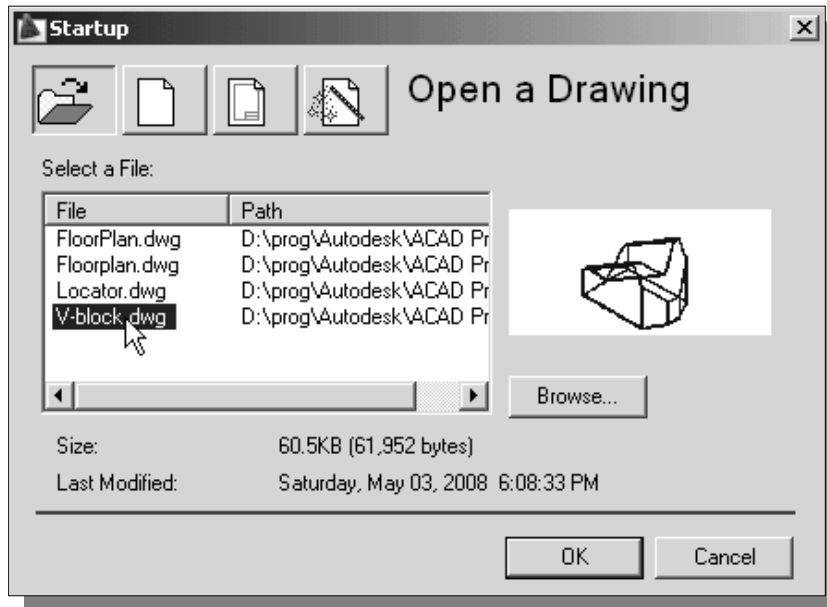 Startup
Open a Drawing
Select a File:
File Path
FloorPlan.dwg D:\prog\Autodesk\ACAD Pr
Floorplan.dwg D:\prog\Autodesk\ACAD Pr
Locator.dwg D:\prog\Autodesk\ACAD Pr
V-block.dwg D:\prog\Autodesk\ACAD Pr
Browse...
Size: 60.5KB (61,952 bytes)
Last Modified: Saturday, May 03, 2008 6:08:33 PM
OK Cancel